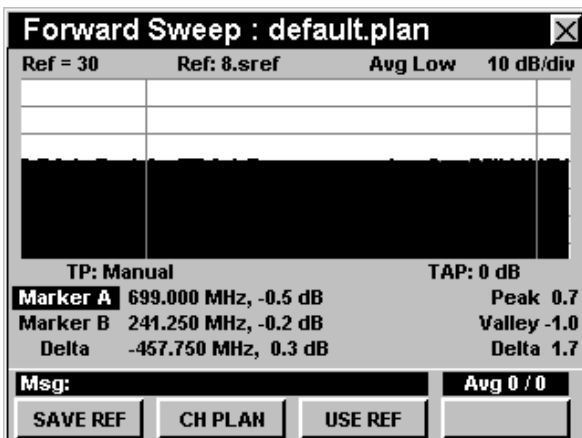 Forward Sweep : default.plan
Ref = 30 Ref: 8.sref Avg Low 10 dB/div
TP: Manual TAP: 0 dB
Marker A 699.000 MHz, -0.5 dB Peak 0.7
Marker B 241.250 MHz, -0.2 dB Valley -1.0
Delta -457.750 MHz, 0.3 dB Delta 1.7
Msg: Avg 0 / 0
SAVE REF CH PLAN USE REF